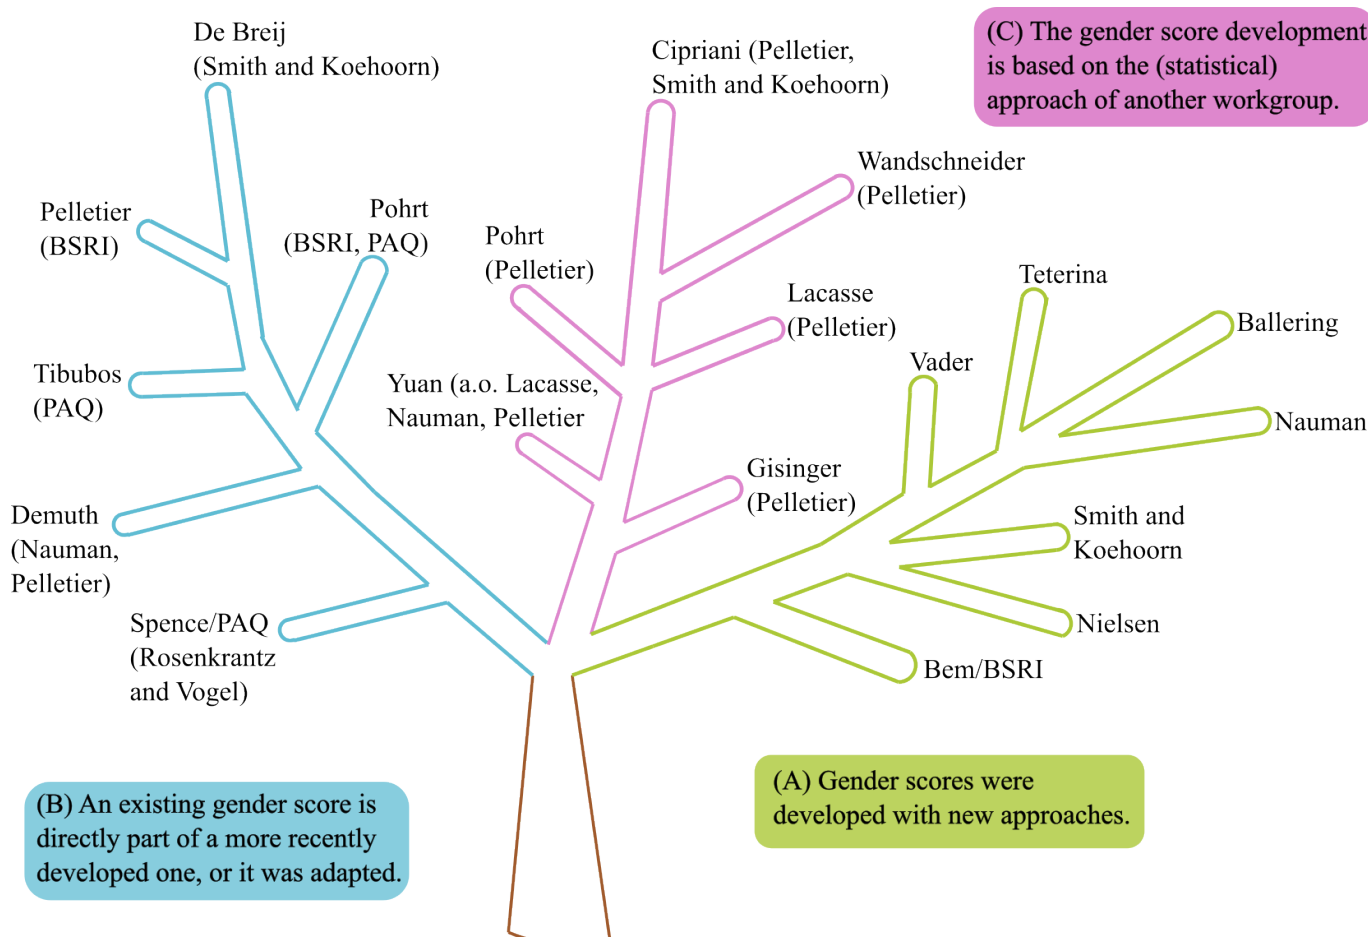 De Breij
(Smith and Koehoorn)
Cipriani (Pelletier,
Smith and Koehoorn)
(C) The gender score development
is based on the (statistical)
approach of another workgroup.
Wandschneider
(Pelletier)
Pelletier
(BSRI)
Pohrt
(BSRI, PAQ)
Pohrt
(Pelletier)
Teterina
Lacasse
(Pelletier)
Ballering
Vader
Tibubos
(PAQ)
Yuan (a.o. Lacasse,
Nauman, Pelletier
Nauman
Gisinger
(Pelletier)
Demuth
(Nauman,
Pelletier)
Smith and
Koehoorn
Spence/PAQ
(Rosenkrantz
and Vogel)
Nielsen
Bem/BSRI
(B) An existing gender score is
directly part of a more recently
developed one, or it was adapted.
(A) Gender scores were
developed with new approaches.